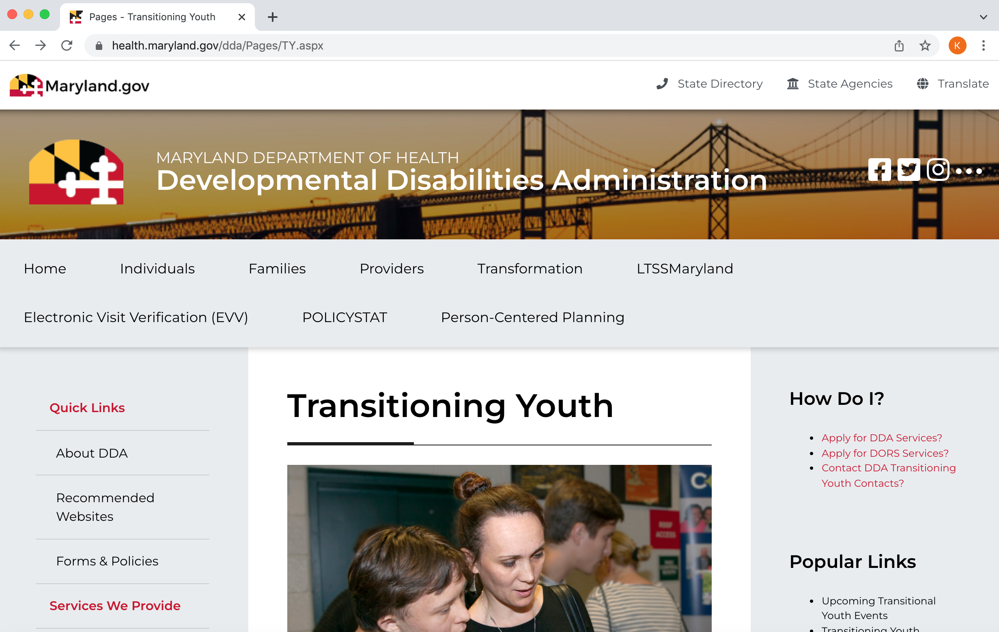 Pages - Transitioning Youth
health.maryland.gov/dda/Pages/TY.aspx
K
Maryland.gov
State Directory
State Agencies
Translate
MARYLAND DEPARTMENT OF HEALTH
Developmental Disabilities Administration
Home
Individuals
Families
Providers
Transformation
LTSSMaryland
Electronic Visit Verification (EVV)
POLICYSTAT
Person-Centered Planning
Quick Links
About DDA
Recommended
Websites
Forms & Policies
Services We Provide
Transitioning Youth
ROOF
ACCESS
C
How Do I?
Apply for DDA Services?
Apply for DORS Services?
Contact DDA Transitioning
Youth Contacts?
Popular Links
Upcoming Transitional
Youth Events
Transitioning Youth